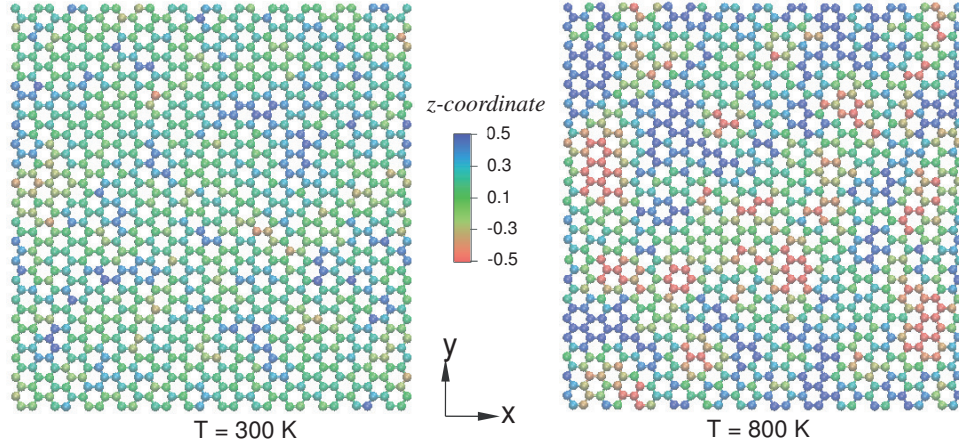 z-coordinate
0.5
0.3
0.1
-0.3
-0.5
y
x
T = 300 K
T = 800 K